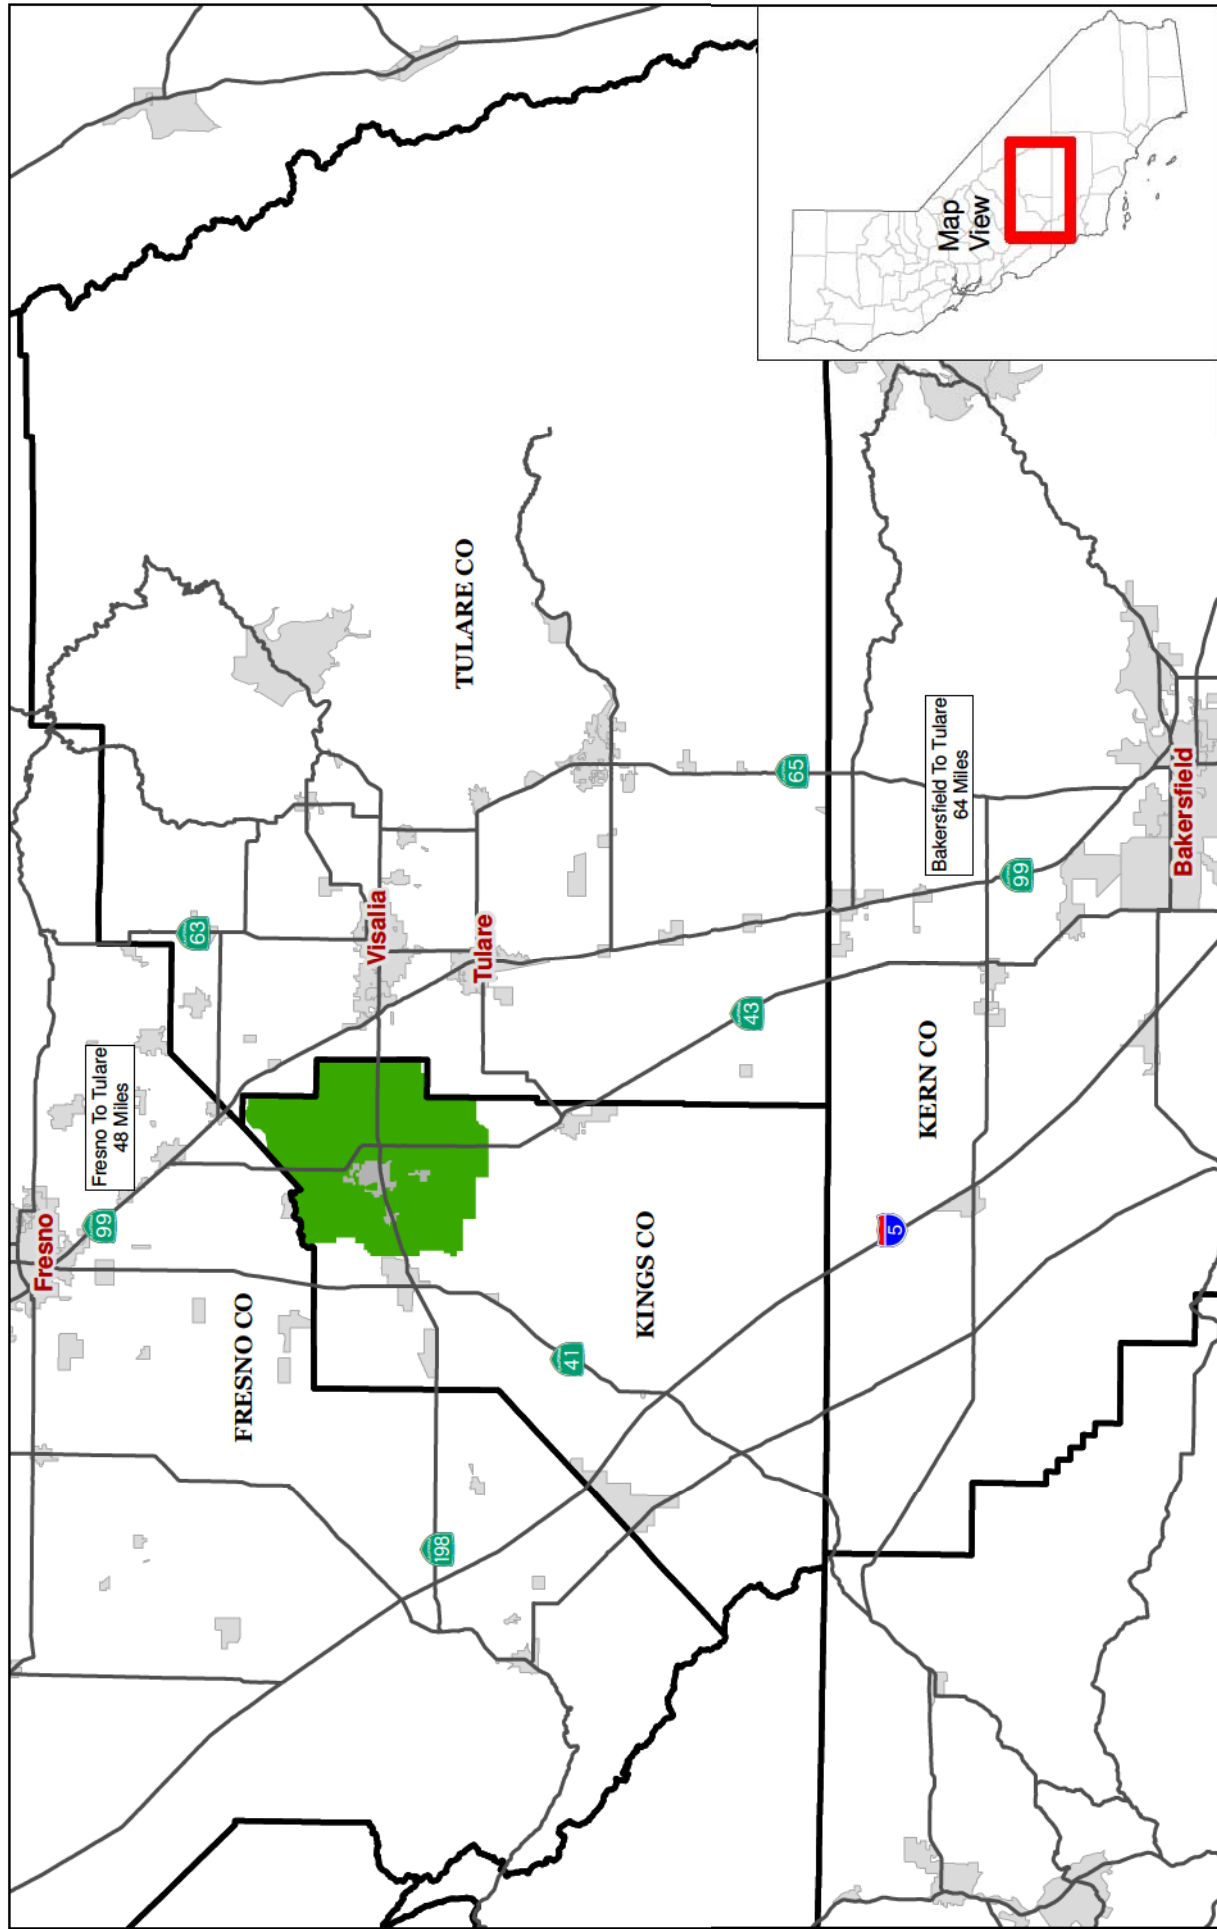 Fresno
99
Fresno To Tulare
48 Miles
63
FRESNO CO
Visalia
198
TULARE CO
Tulare
41
KINGS CO
43
65
5
KERN CO
Bakersfield To Tulare
64 Miles
Map
View
99
Bakersfield